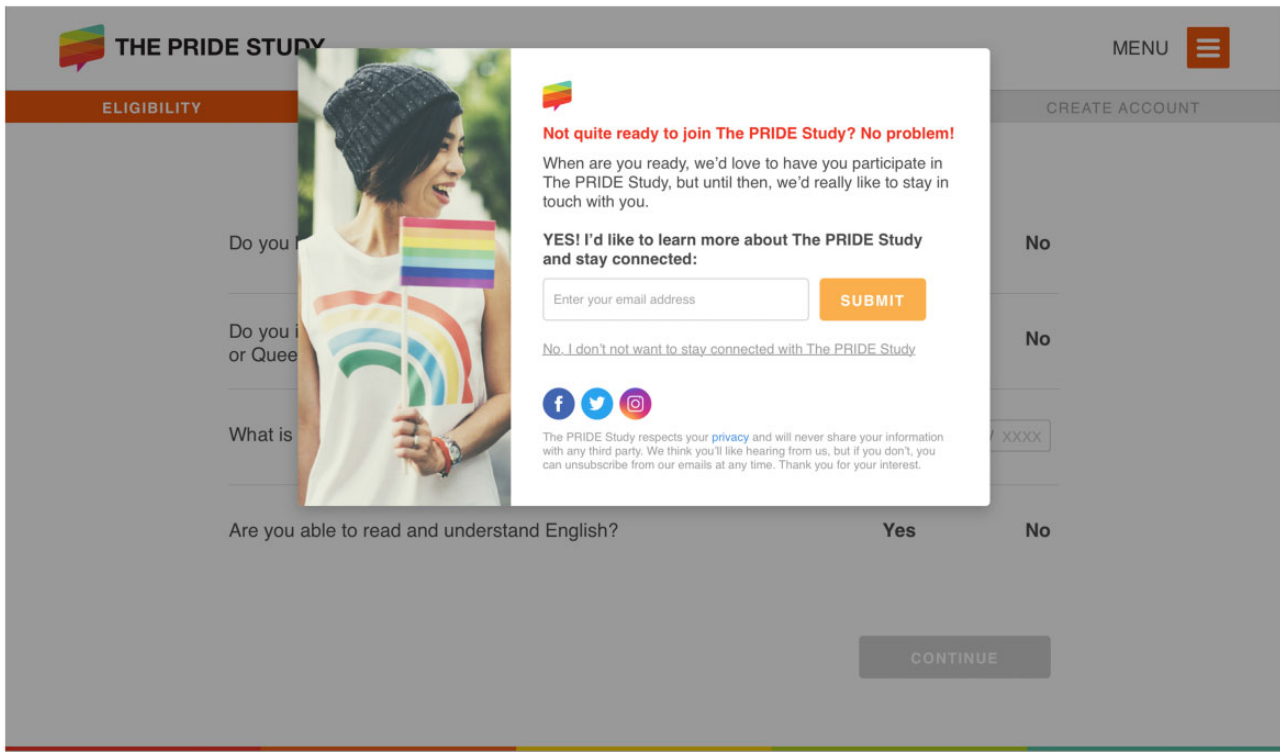 THE PRIDE STUDY
MENU
ELIGIBILITY
CREATE ACCOUNT
Not quite ready to join The PRIDE Study? No problem!
When are you ready, we'd love to have you participate in
The PRIDE Study, but until then, we'd really like to stay in
touch with you.
YES! I'd like to learn more about The PRIDE Study
and stay connected:
Enter your email address
SUBMIT
No, I don't not want to stay connected with The PRIDE Study
f
The PRIDE Study respects your privacy and will never share your information
with any third party. We think you'll like hearing from us, but if you don't, you
can unsubscribe from our emails at any time. Thank you for your interest.
Do you
No
Do you
or
No
What is
/ XXXX
Are you able to read and understand English?
Yes
No
CONTINUE